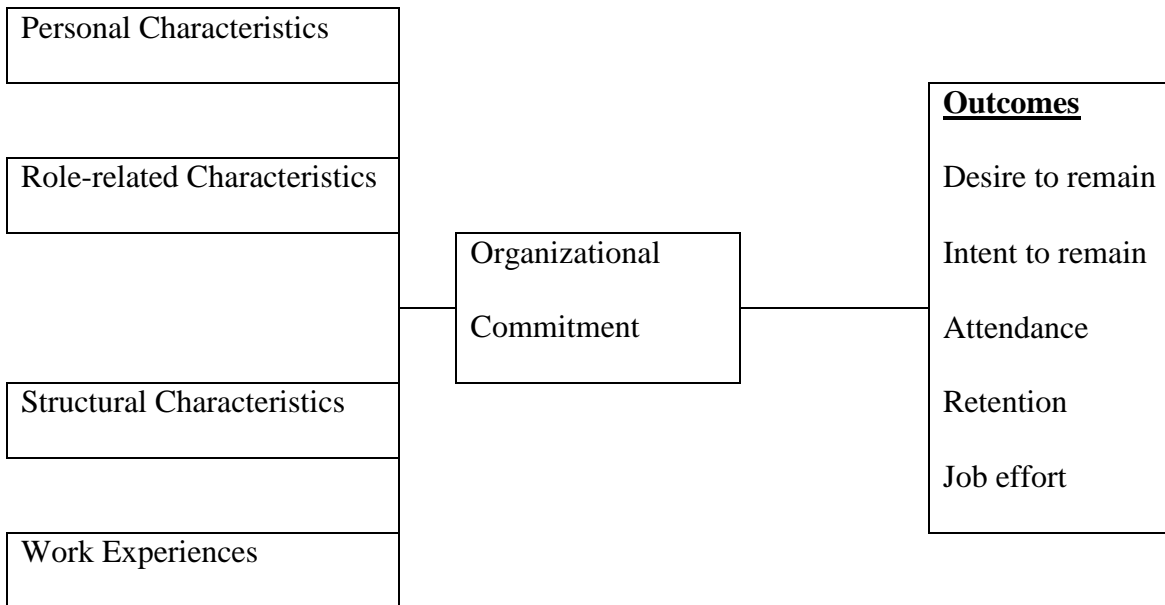 Personal Characteristics
Role-related Characteristics
Structural Characteristics
Work Experiences
Organizational
Commitment
Outcomes
Desire to remain
Intent to remain
Attendance
Retention
Job effort